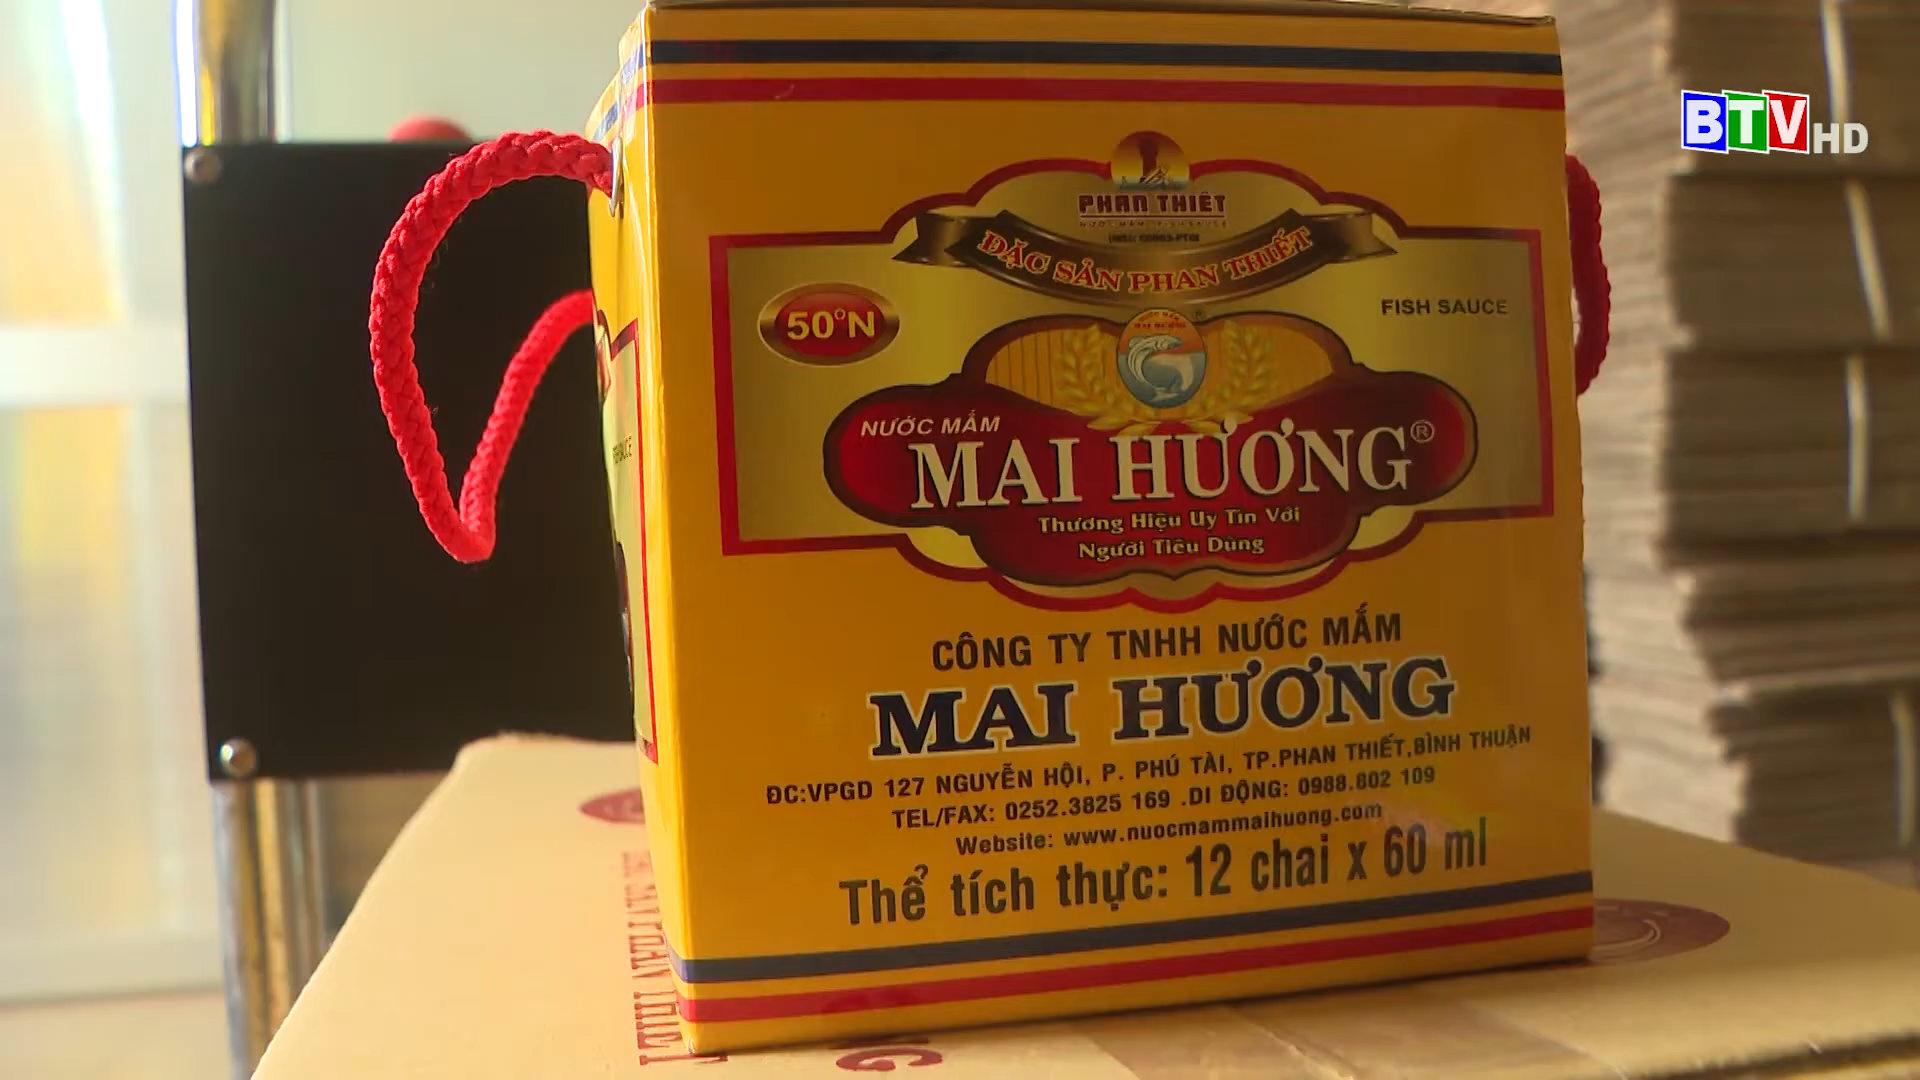 BTV HD
PHAN THIẾT
ĐẶC SẢN PHAN THIẾT
50°N
FISH SAUCE
MAI HƯƠNG
NƯỚC MẮM
MAI HƯƠNG®
Thương Hiệu Uy Tín Với
Người Tiêu Dùng
CÔNG TY TNHH NƯỚC MẮM
MAI HƯƠNG
ĐC:VPGD 127 NGUYỄN HỘI, P. PHÚ TÀI, TP.PHAN THIẾT,BÌNH THUẬN
TEL/FAX: 0252.3825 169 .DI ĐỘNG: 0988.802 109
Website: www.nuocmammaihuong.com
Thể tích thực: 12 chai x 60 ml